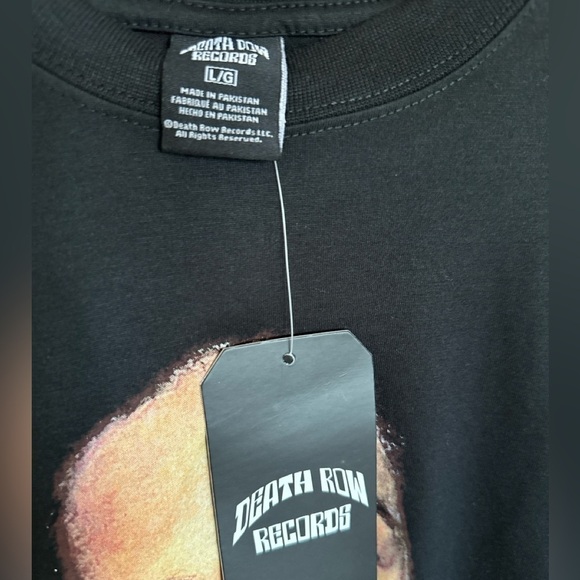 DEATH ROW
RECORDS
L/G
MADE IN PAKISTAN
FABRIQUÉ AU PAKISTAN
HECHO EN PAKISTAN
©Death Row Records LLC.
All Rights Reserved.
DEATH ROW
RECORDS